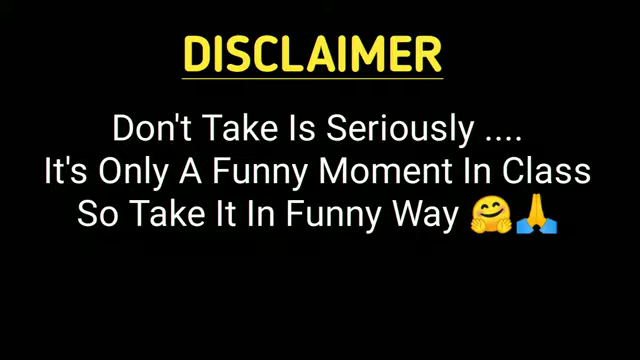 DISCLAIMER
Don't Take Is Seriously ....
It's Only A Funny Moment In Class
So Take It In Funny Way 🤗🙏